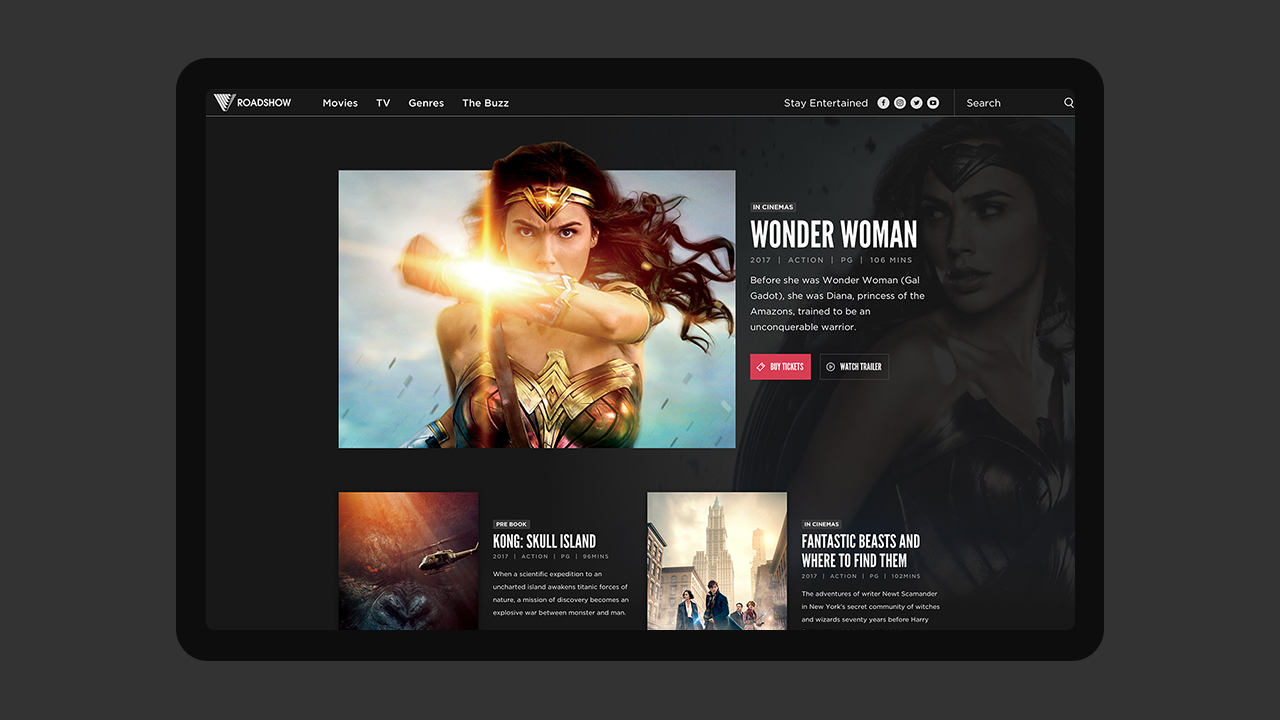 ROADSHOW
Movies TV Genres The Buzz
Stay Entertained
Search
IN CINEMAS
WONDER WOMAN
2017 | ACTION | PG | 106 MINS
Before she was Wonder Woman (Gal
Gadot), she was Diana, princess of the
Amazons, trained to be an
unconquerable warrior.
BUY TICKETS
WATCH TRAILER
PRE BOOK
KONG: SKULL ISLAND
2017 | ACTION | PG | 96MINS
When a scientific expedition to an
uncharted island awakens titanic forces of
nature, a mission of discovery becomes an
explosive war between monster and man.
IN CINEMAS
FANTASTIC BEASTS AND
WHERE TO FIND THEM
2017 | ACTION | PG | 102MINS
The adventures of writer Newt Scamander
in New York's secret community of witches
and wizards seventy years before Harry